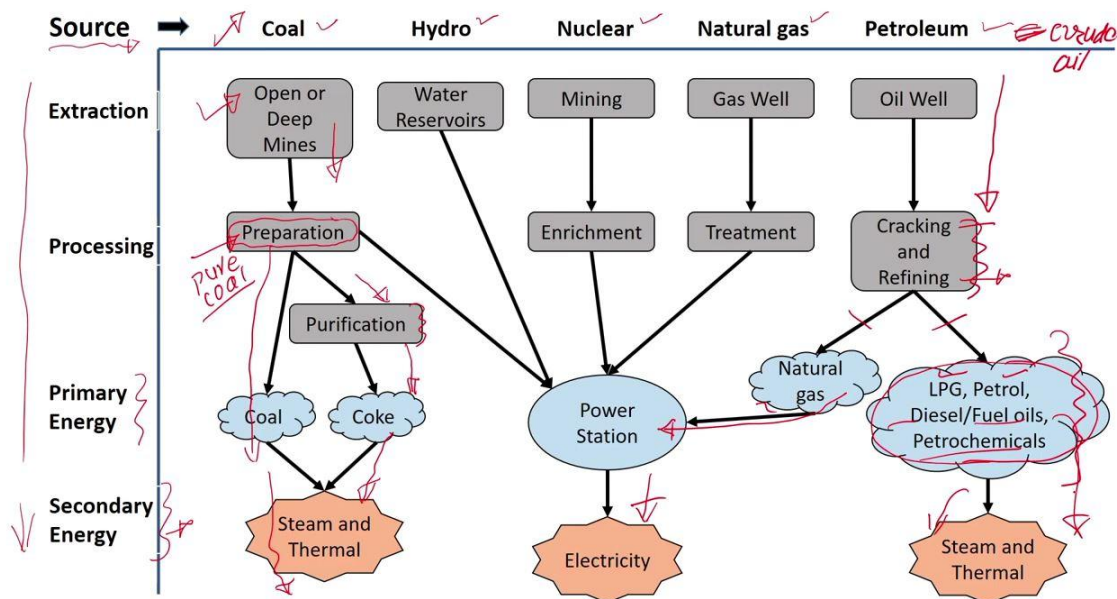 Source Coal Hydro Nuclear Natural gas Petroleum crude
oil
Extraction
Open or
Deep
Mines
Water
Reservoirs
Mining
Gas Well
Oil Well
Processing
Preparation
Enrichment
Treatment
Cracking
and
Refining
pure
coal
Purification
Primary
Energy
Coal
Coke
Power
Station
Natural
gas
LPG, Petrol,
Diesel/Fuel oils,
Petrochemicals
Secondary
Energy
Steam and
Thermal
Electricity
Steam and
Thermal